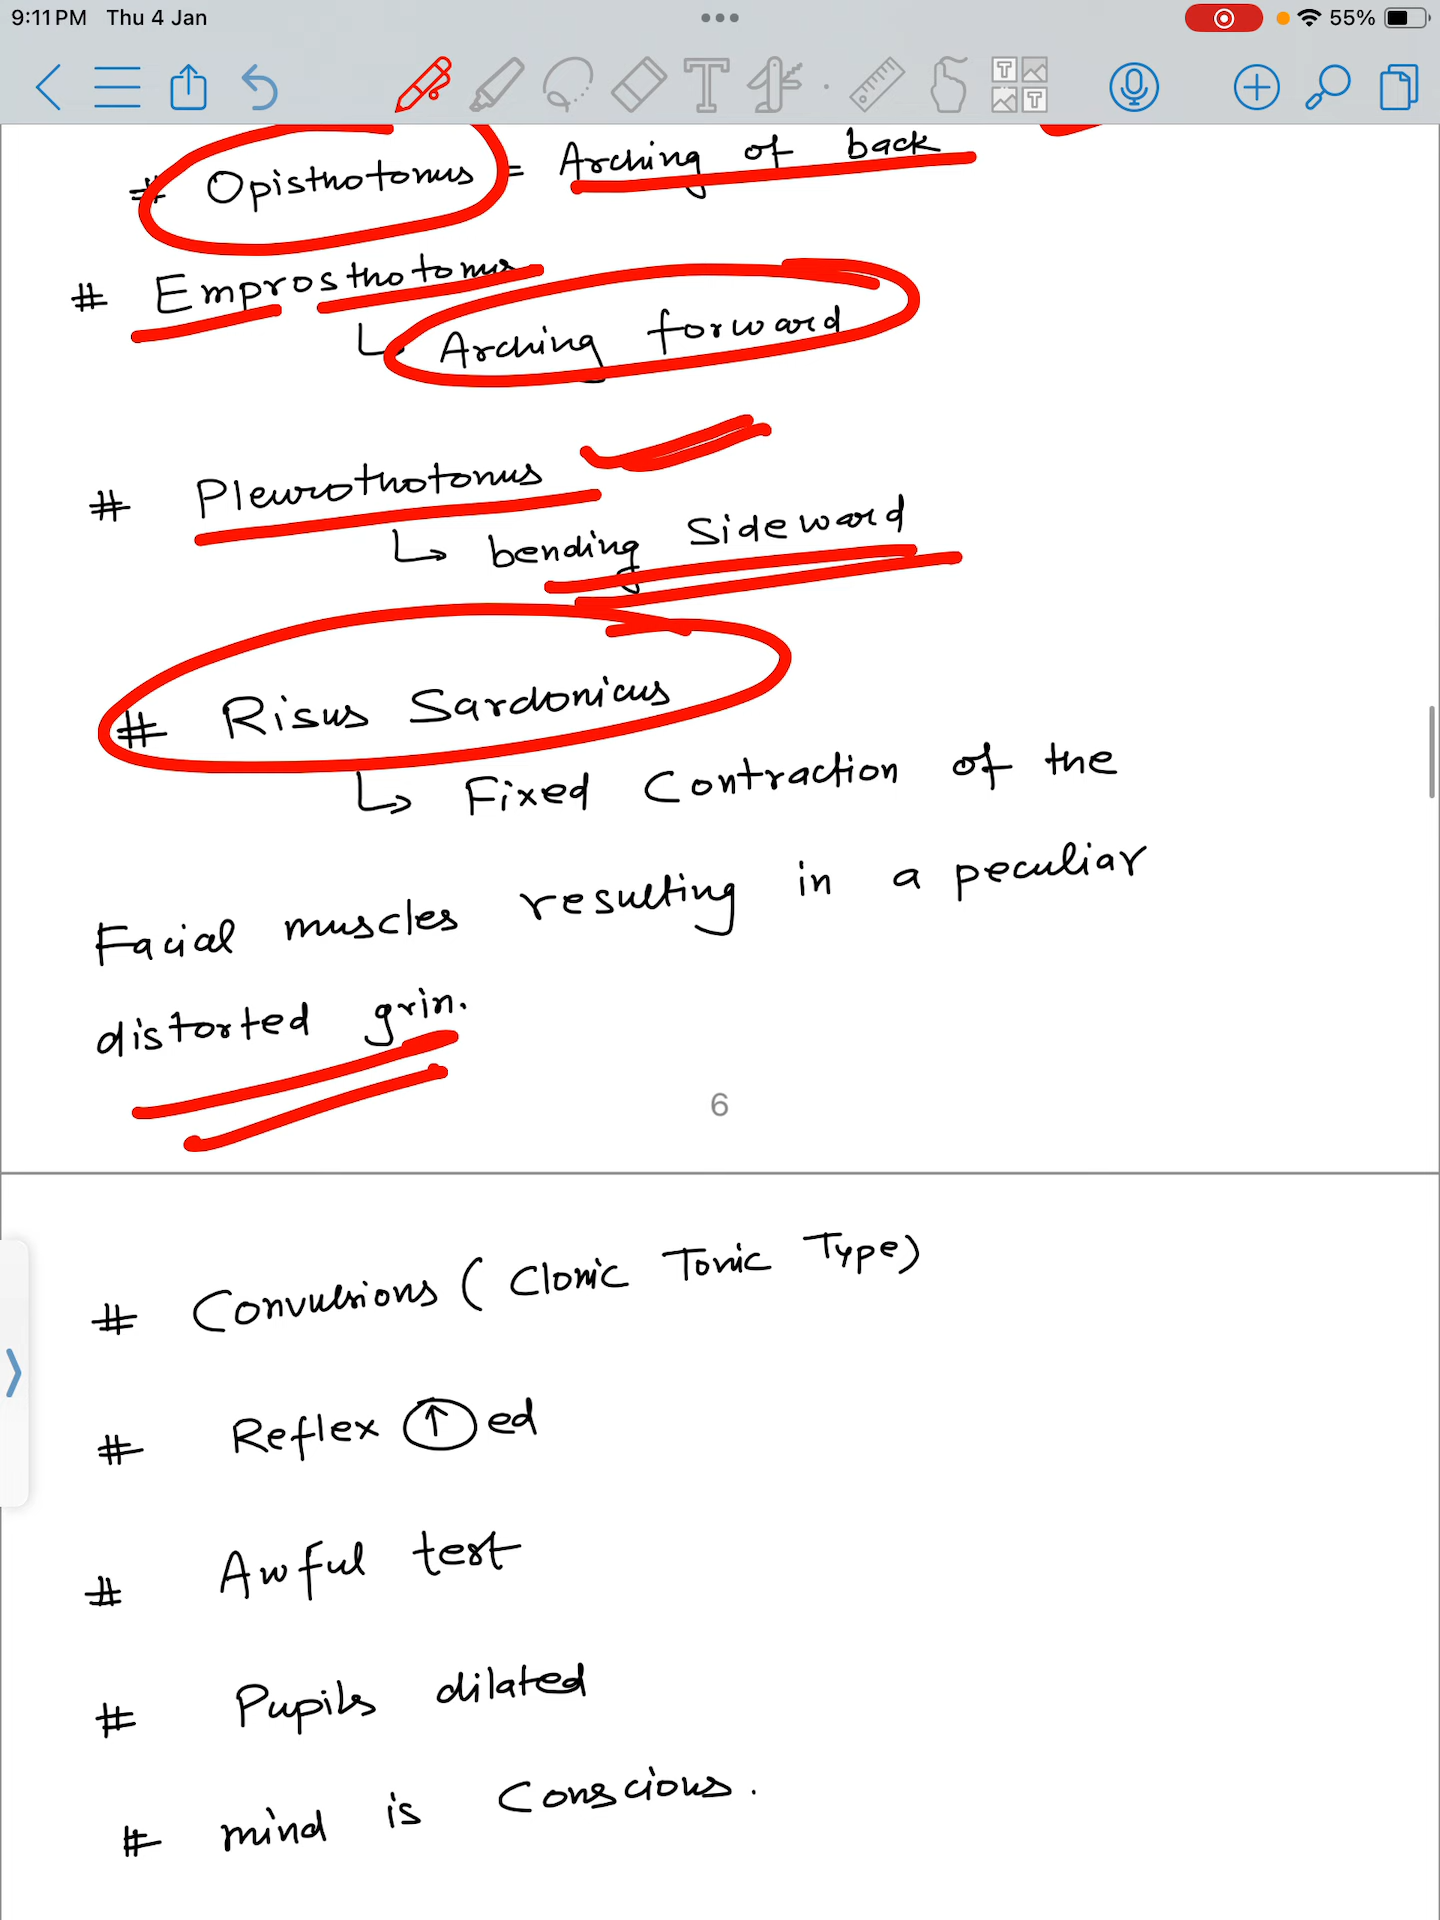 9:11 PM Thu 4 Jan
55%
# Opisthotonus = Arching of back
# Emprosthotonus
↳ Arching forward
# Pleurothotonus
↳ bending Sideward
# Risus Sardonicus
↳ Fixed Contraction of the
Facial muscles resulting in a peculiar
distorted grin.
6
# Convulsions (Clonic Tonic Type)
# Reflex ↑ed
# Awful test
# Pupils dilated
# mind is Conscious.